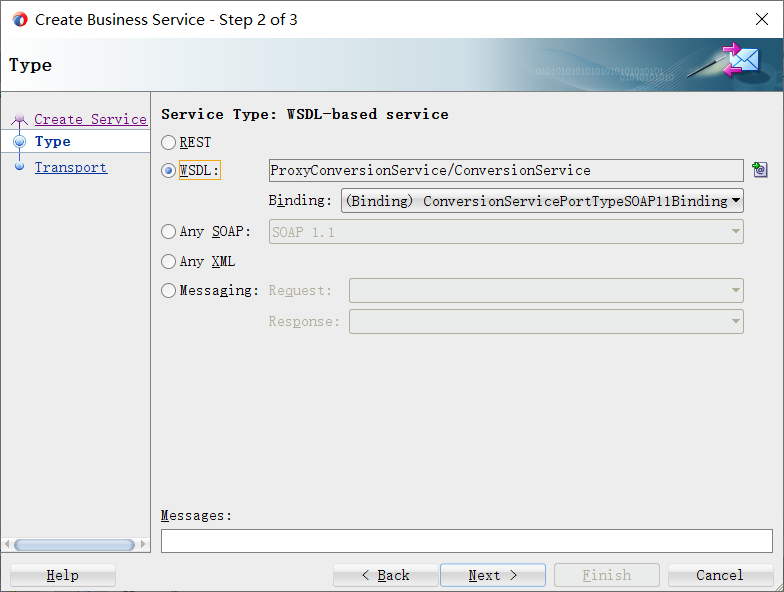 Create Business Service - Step 2 of 3
Type
Create Service
Type
Transport
Service Type: WSDL-based service
REST
WSDL: ProxyConversionService/ConversionService
Binding: (Binding) ConversionServicePortTypeSOAP11Binding
Any SOAP: SOAP 1.1
Any XML
Messaging: Request:
Response:
Messages:
Help < Back Next > Finish Cancel